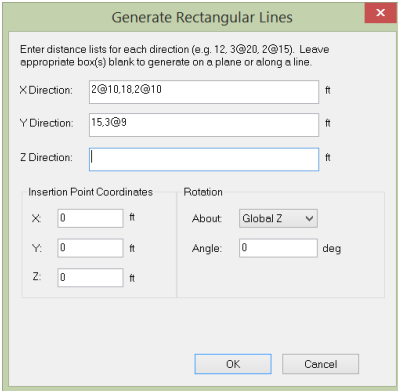 Generate Rectangular Lines
Enter distance lists for each direction (e.g. 12, 3@20, 2@15). Leave
appropriate box(s) blank to generate on a plane or along a line.
X Direction: 2@10,18,2@10 ft
Y Direction: 15,3@9 ft
Z Direction: ft
Insertion Point Coordinates Rotation
X: 0 ft About: Global Z
Y: 0 ft Angle: 0 deg
Z: 0 ft
OK Cancel